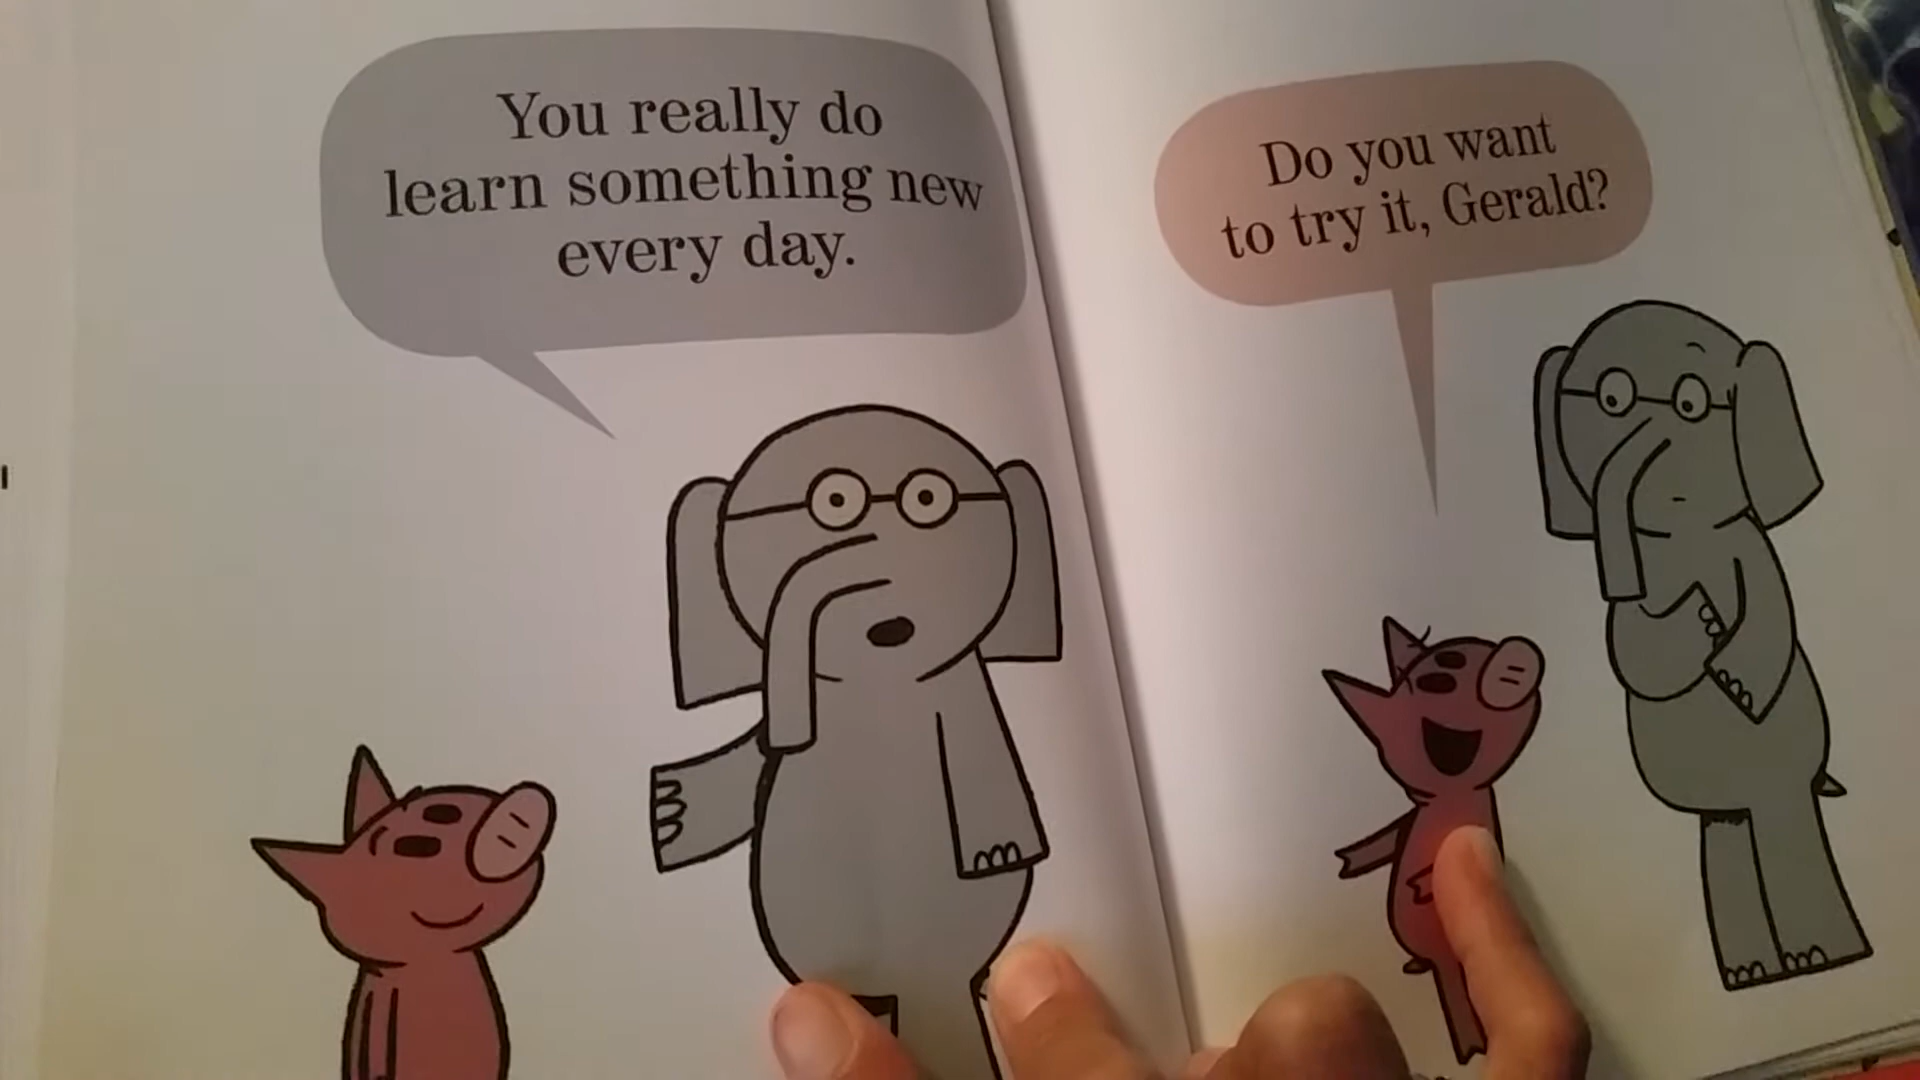 You really do
learn something new
every day.
Do you want
to try it, Gerald?